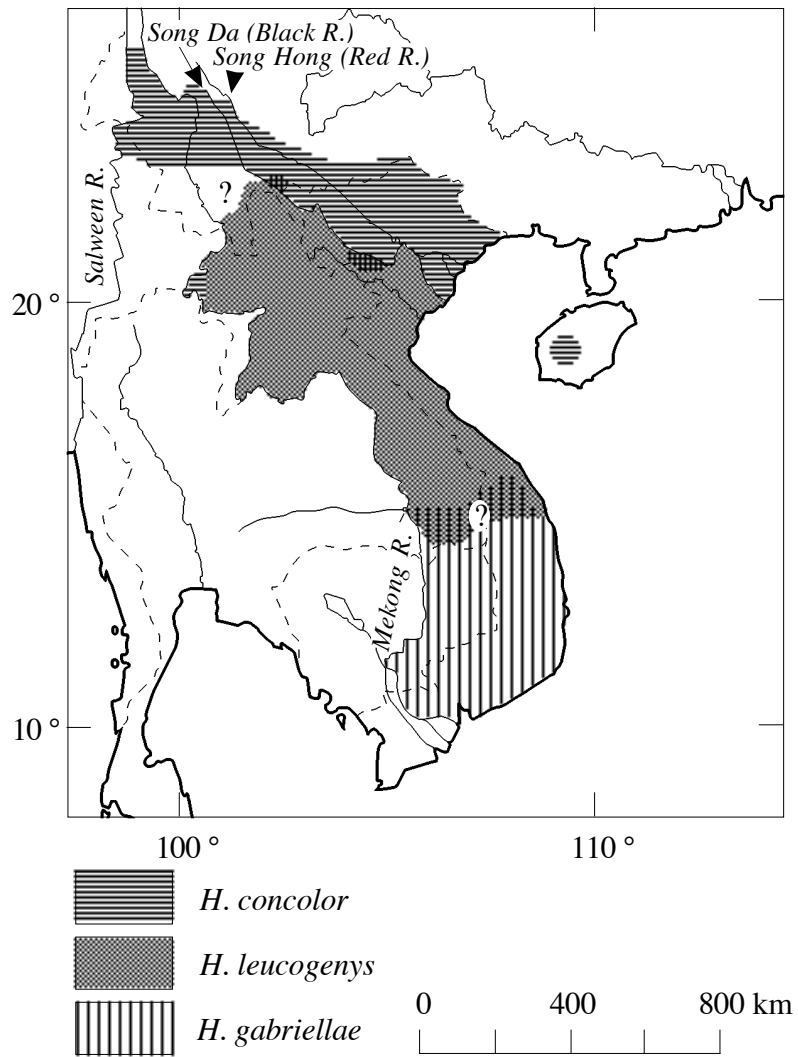 Song Da (Black R.)
Song Hong (Red R.)
?
Salween R.
20 °
?
Mekong R.
10 °
100 °
110 °
H. concolor
H. leucogenys
H. gabriellae
0 400 800 km